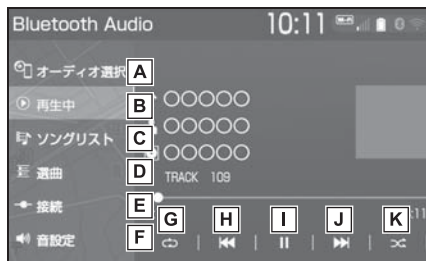 Bluetooth Audio 10:11
オーディオ選択 A
再生中 B OOOOO
ソングリスト C OOOOO
選曲 D OOOOO
TRACK 109
接続 E
音設定 F
G H I J K